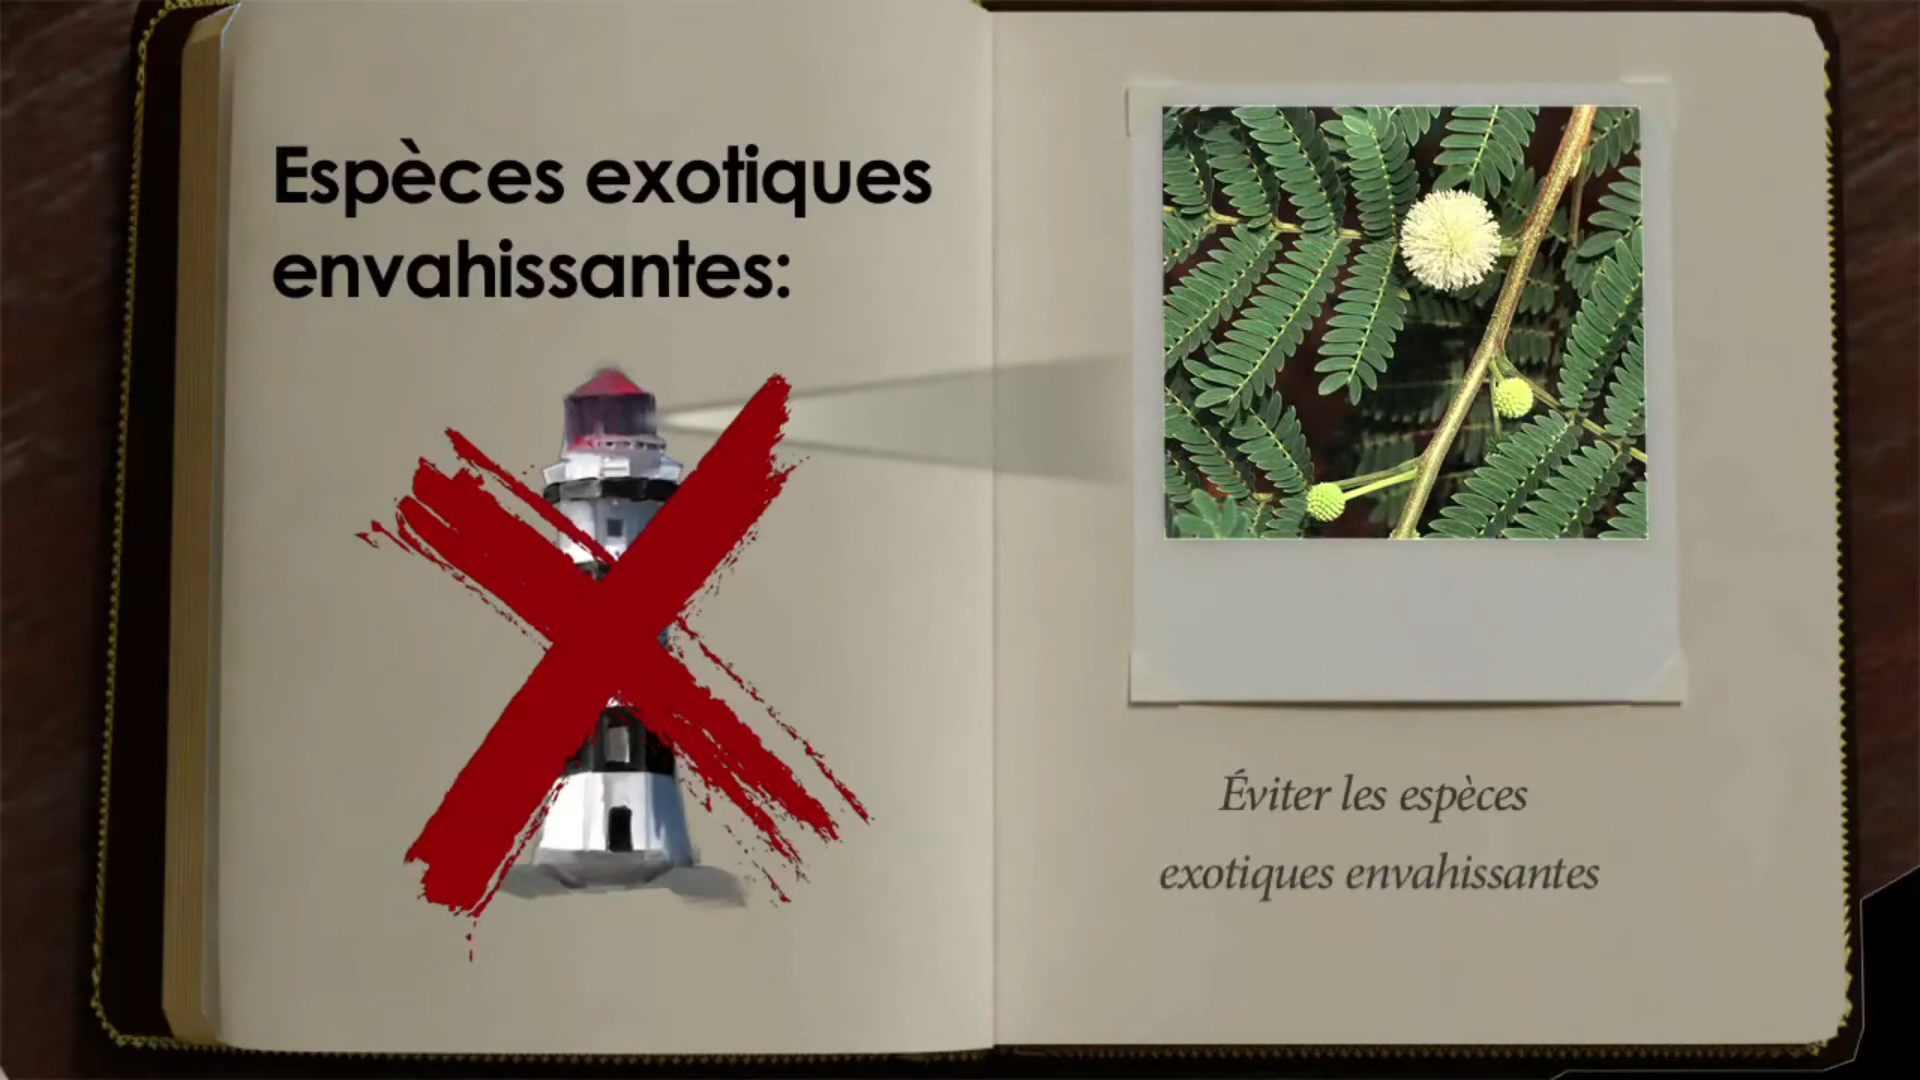 Espèces exotiques
envahissantes:
Éviter les espèces
exotiques envahissantes